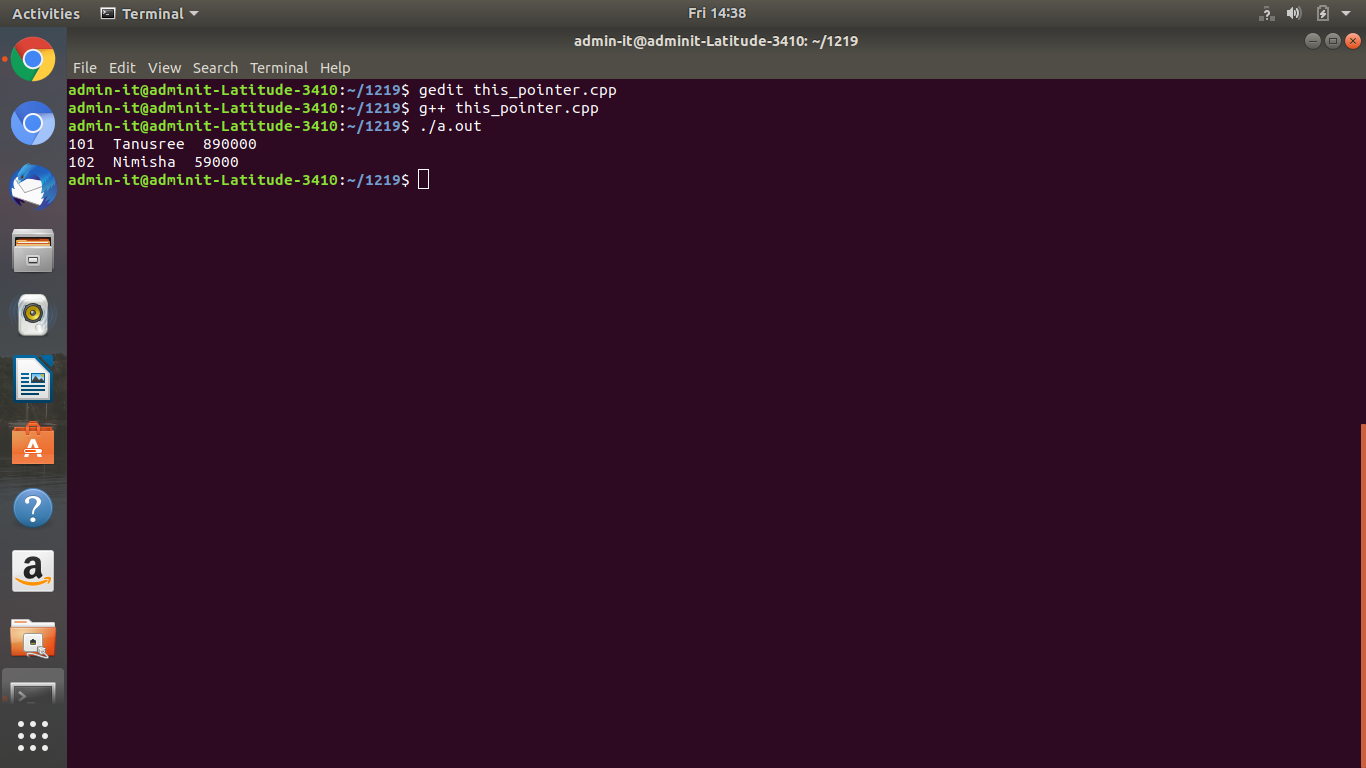 Activities Terminal Fri 14:38
admin-it@adminit-Latitude-3410: ~/1219
File Edit View Search Terminal Help
admin-it@adminit-Latitude-3410:~/1219$ gedit this_pointer.cpp
admin-it@adminit-Latitude-3410:~/1219$ g++ this_pointer.cpp
admin-it@adminit-Latitude-3410:~/1219$ ./a.out
101  Tanusree  890000
102  Nimisha  59000
admin-it@adminit-Latitude-3410:~/1219$